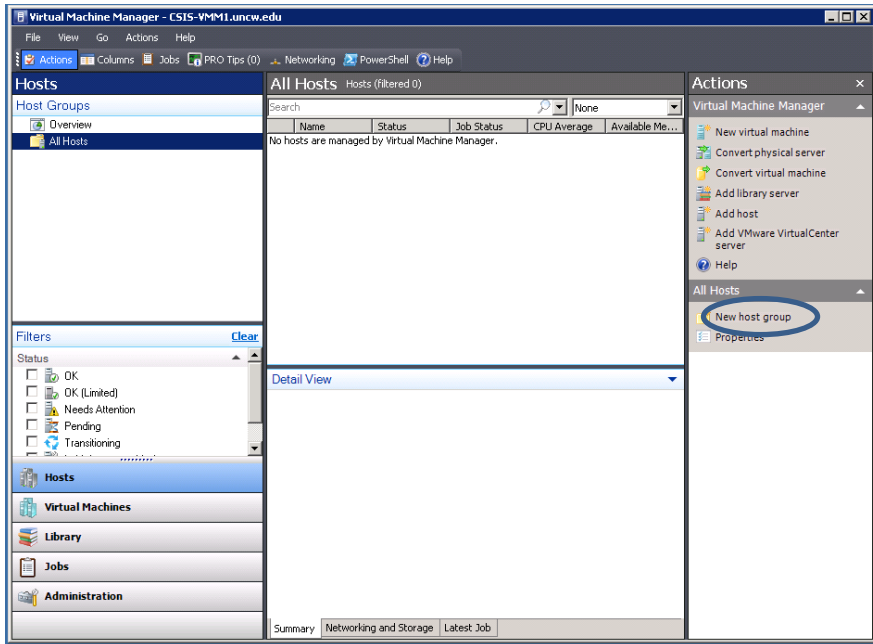 Virtual Machine Manager - CSIS-VMM1.uncw.edu
File View Go Actions Help
Actions Columns Jobs PRO Tips (0) Networking PowerShell Help
Hosts
Host Groups
Overview
All Hosts
Filters Clear
Status
OK
OK (Limited)
Needs Attention
Pending
Transitioning
Hosts
Virtual Machines
Library
Jobs
Administration
All Hosts Hosts (filtered 0)
Search None
Name Status Job Status CPU Average Available Me...
No hosts are managed by Virtual Machine Manager.
Detail View
Summary Networking and Storage Latest Job
Actions
Virtual Machine Manager
New virtual machine
Convert physical server
Convert virtual machine
Add library server
Add host
Add VMware VirtualCenter
server
Help
All Hosts
New host group
Properties